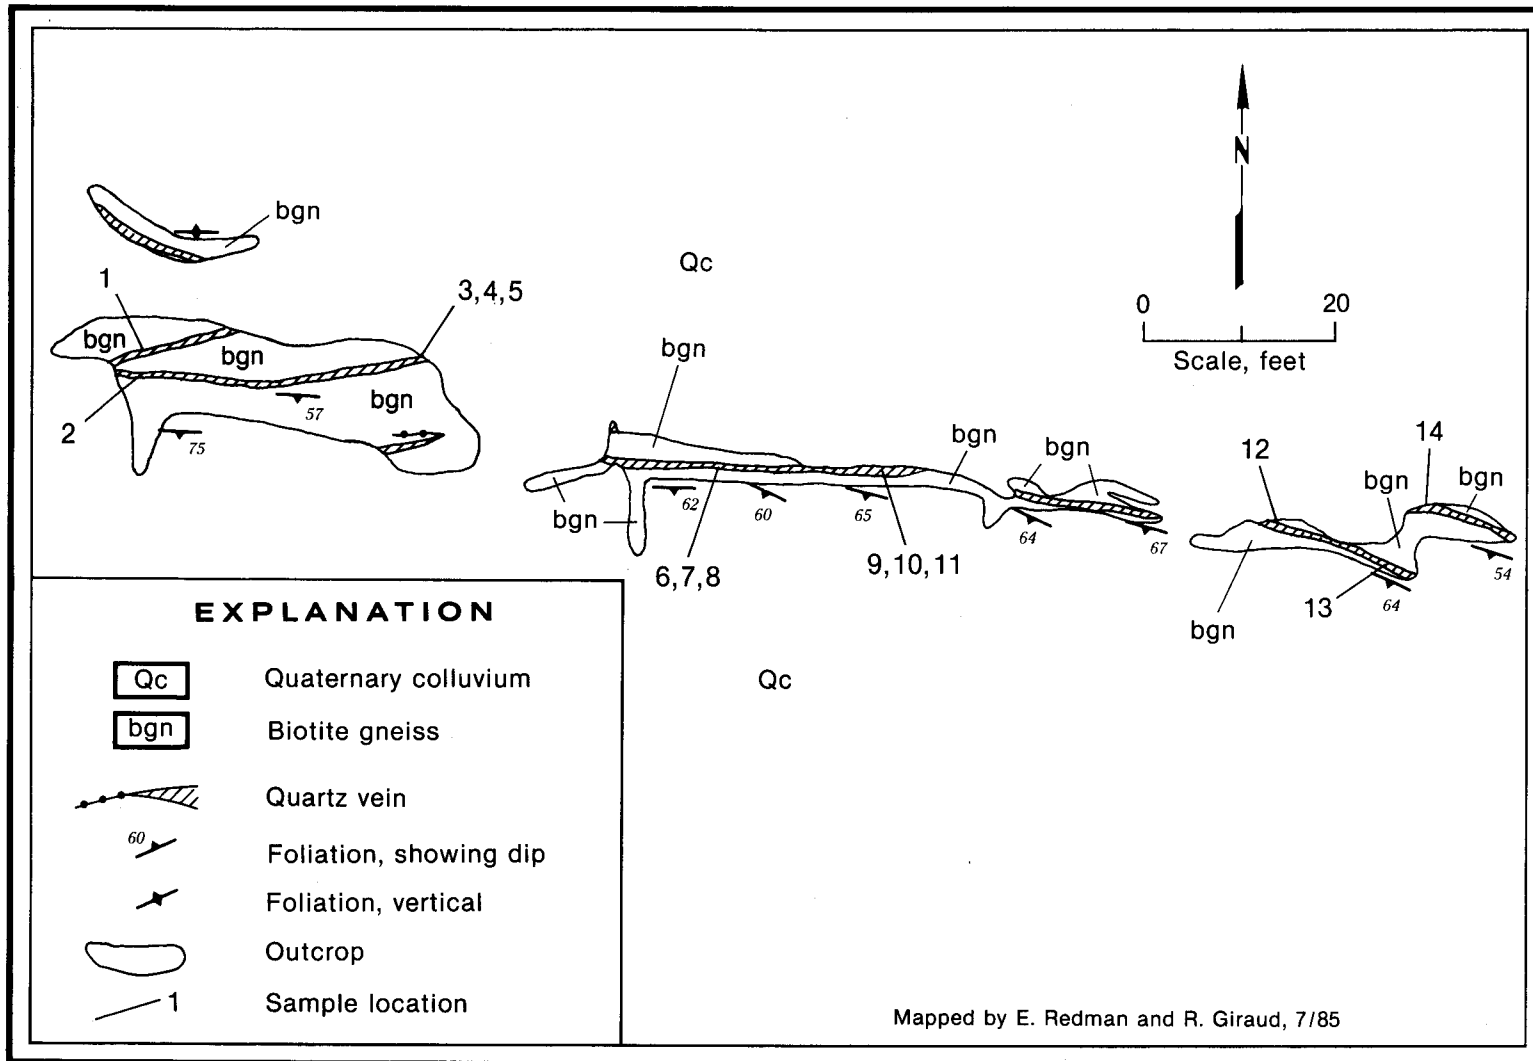 N
bgn
Qc
1
3,4,5
0 20
Scale, feet
bgn
bgn
bgn
bgn
57
2
75
bgn
bgn
bgn
12
14
bgn
bgn
bgn
62
60
65
64
67
54
6,7,8
9,10,11
13
64
bgn
Qc
EXPLANATION
Qc Quaternary colluvium
bgn Biotite gneiss
Quartz vein
60 Foliation, showing dip
Foliation, vertical
Outcrop
1 Sample location
Mapped by E. Redman and R. Giraud, 7/85